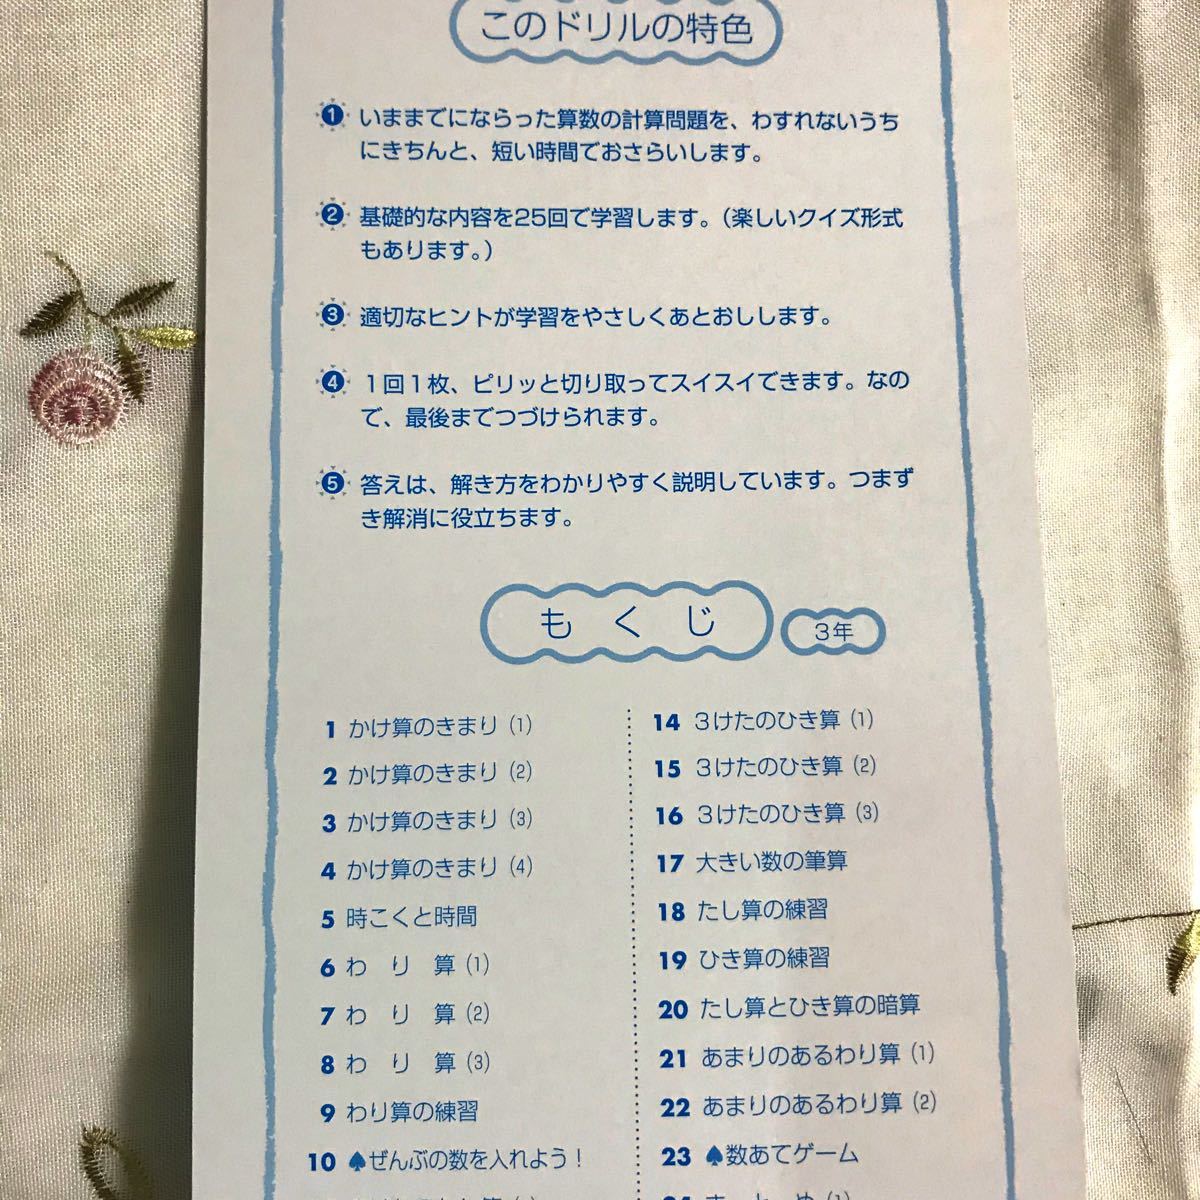 このドリルの特色
❶ いままでにならった算数の計算問題を、わすれないうち
にきちんと、短い時間でおさらいします。
❷ 基礎的な内容を25回で学習します。(楽しいクイズ形式
もあります。)
❸ 適切なヒントが学習をやさしくあとおしします。
❹ 1回1枚、ピリッと切り取ってスイスイできます。なの
で、最後までつづけられます。
❺ 答えは、解き方をわかりやすく説明しています。つまず
き解消に役立ちます。
もくじ 3年
1 かけ算のきまり (1)
2 かけ算のきまり (2)
3 かけ算のきまり (3)
4 かけ算のきまり (4)
5 時こくと時間
6 わり算 (1)
7 わり算 (2)
8 わり算 (3)
9 わり算の練習
10 ♠ぜんぶの数を入れよう!
14 3けたのひき算 (1)
15 3けたのひき算 (2)
16 3けたのひき算 (3)
17 大きい数の筆算
18 たし算の練習
19 ひき算の練習
20 たし算とひき算の暗算
21 あまりのあるわり算 (1)
22 あまりのあるわり算 (2)
23 ♠数あてゲーム